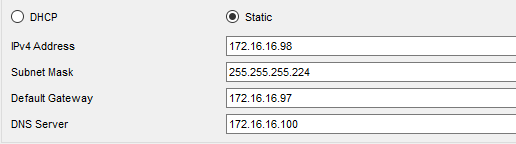 DHCP Static
IPv4 Address 172.16.16.98
Subnet Mask 255.255.255.224
Default Gateway 172.16.16.97
DNS Server 172.16.16.100